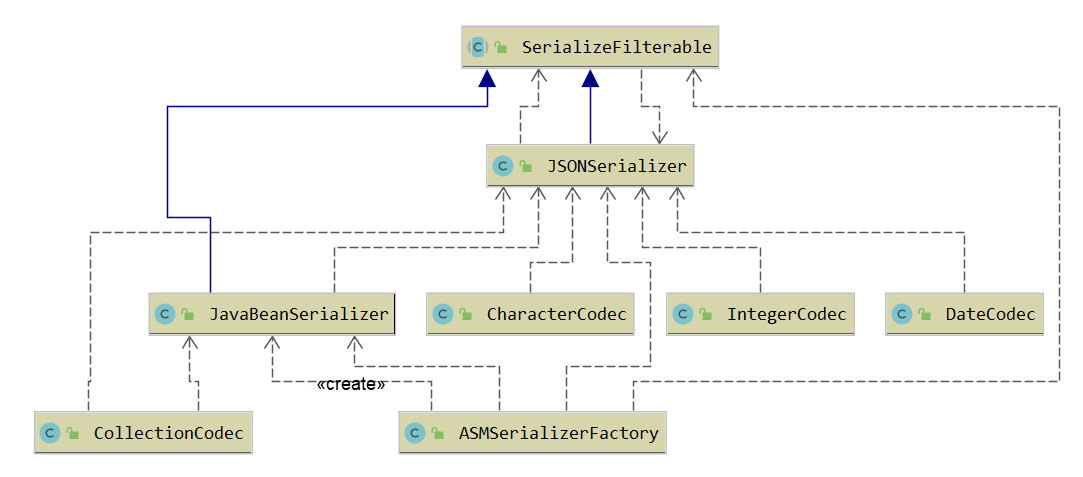 C SerializeFilterable
C JSONSerializer
C JavaBeanSerializer
C CharacterCodec
C IntegerCodec
C DateCodec
«create»
C CollectionCodec
C ASMSerializerFactory